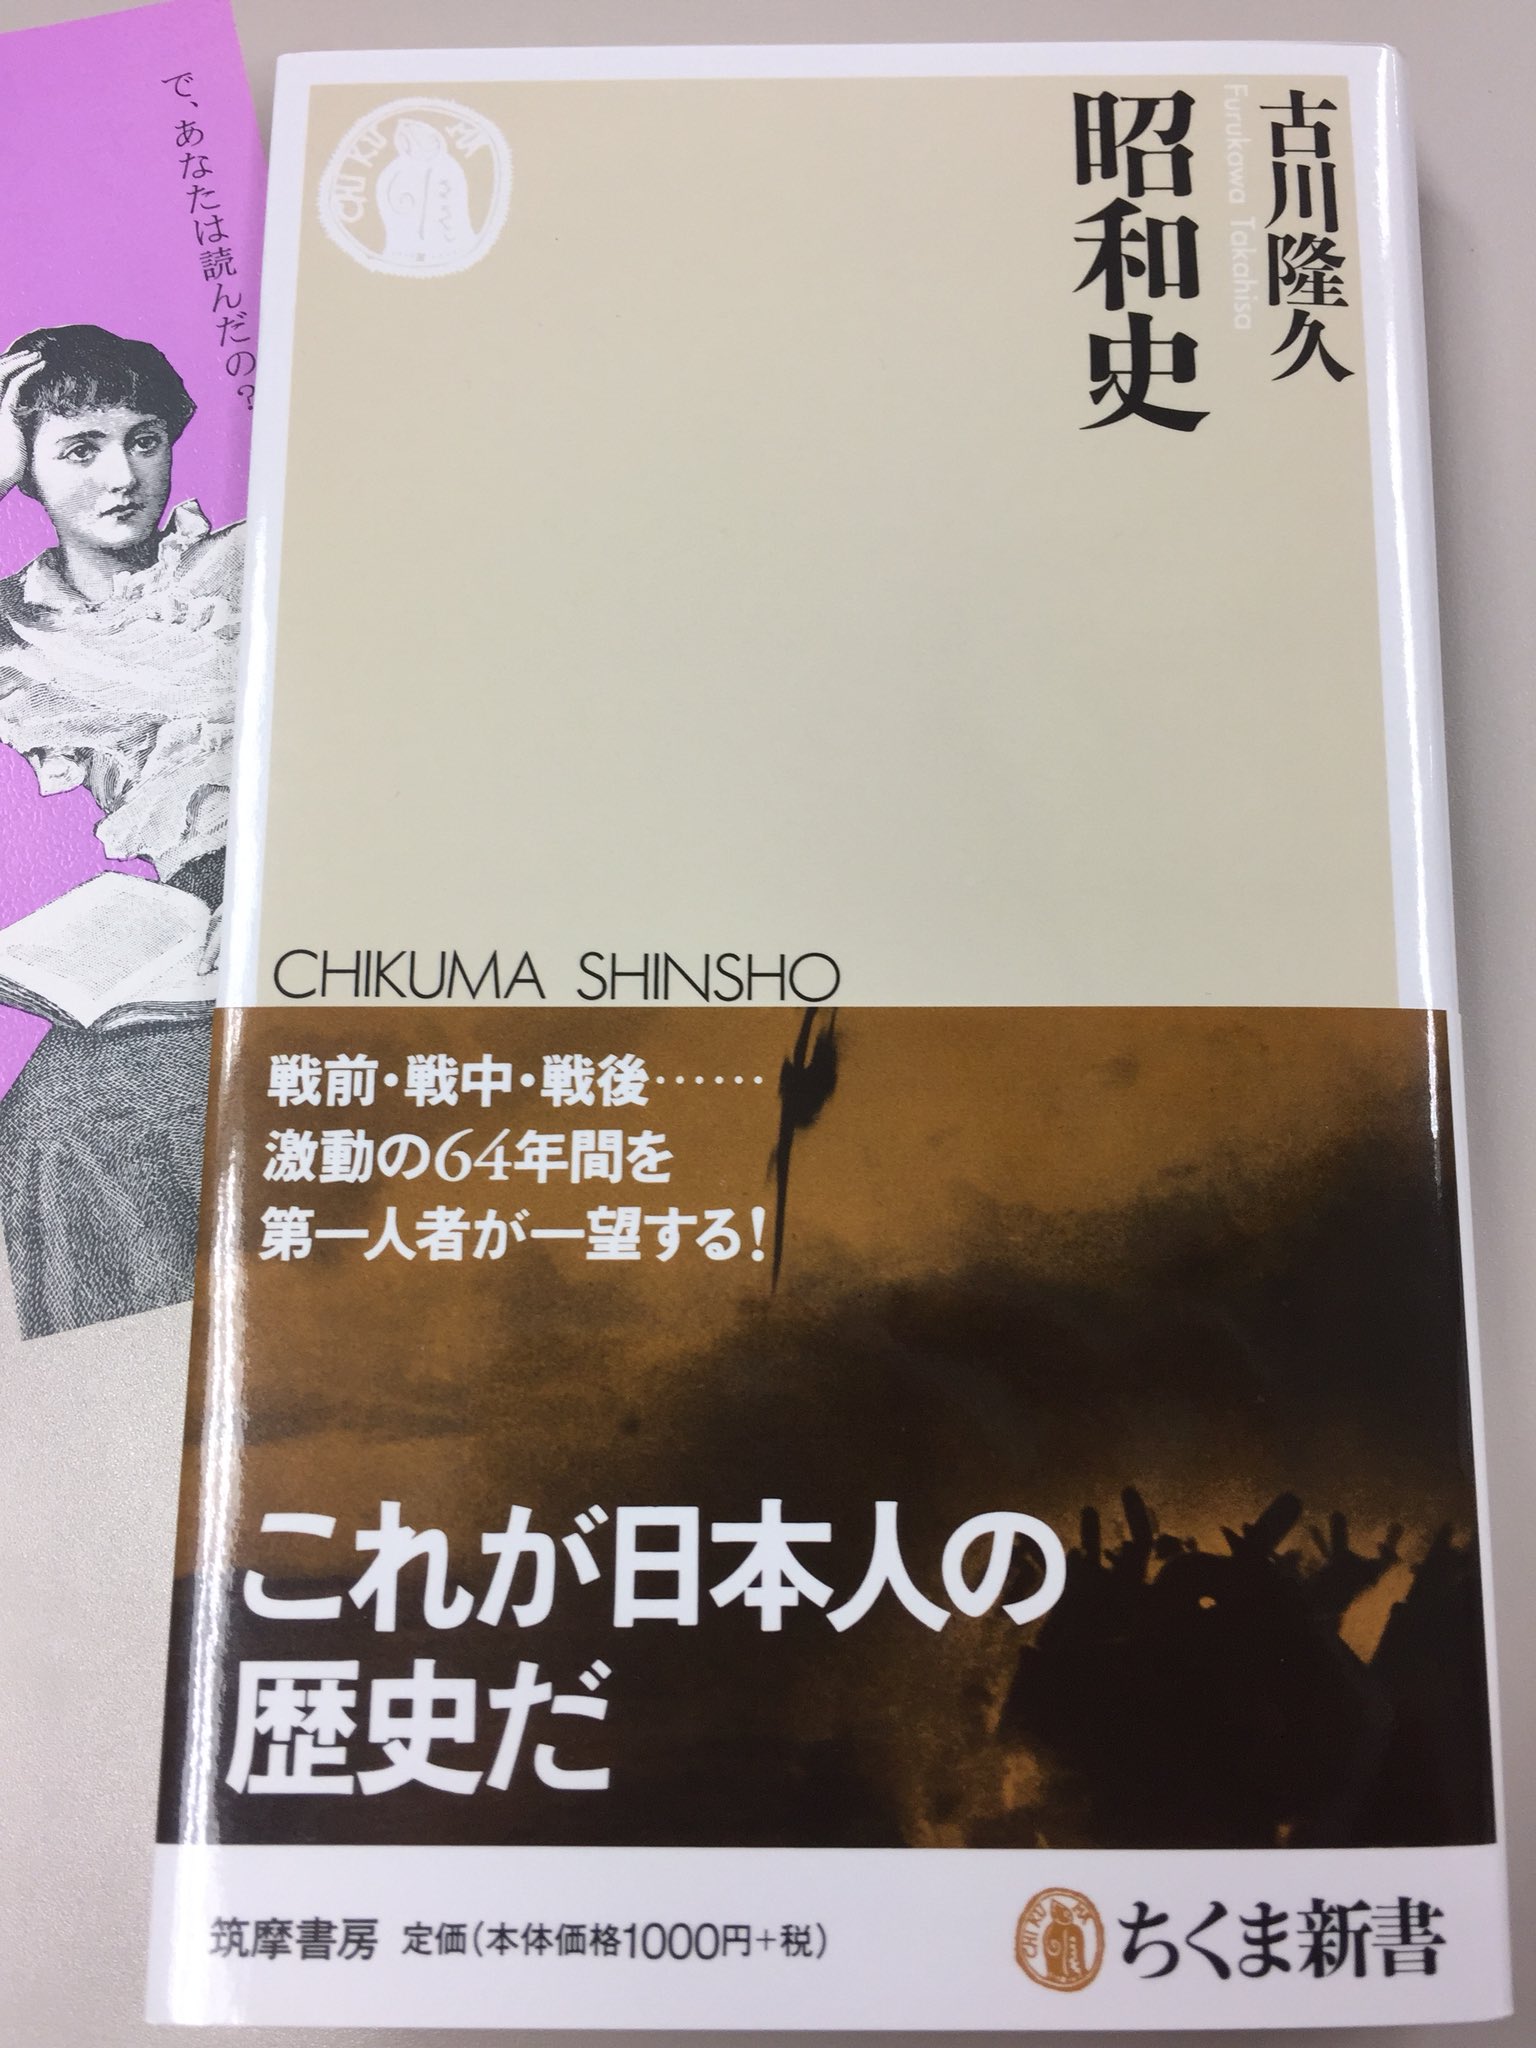 で、あなたは読んだの?
古川隆久
Furukawa Takahisa
昭和史
CHIKUMA
CHIKUMA SHINSHO
戦前・戦中・戦後……
激動の64年間を
第一人者が一望する!
これが日本人の
歴史だ
筑摩書房 定価(本体価格1000円+税)
CHIKUMA
ちくま新書